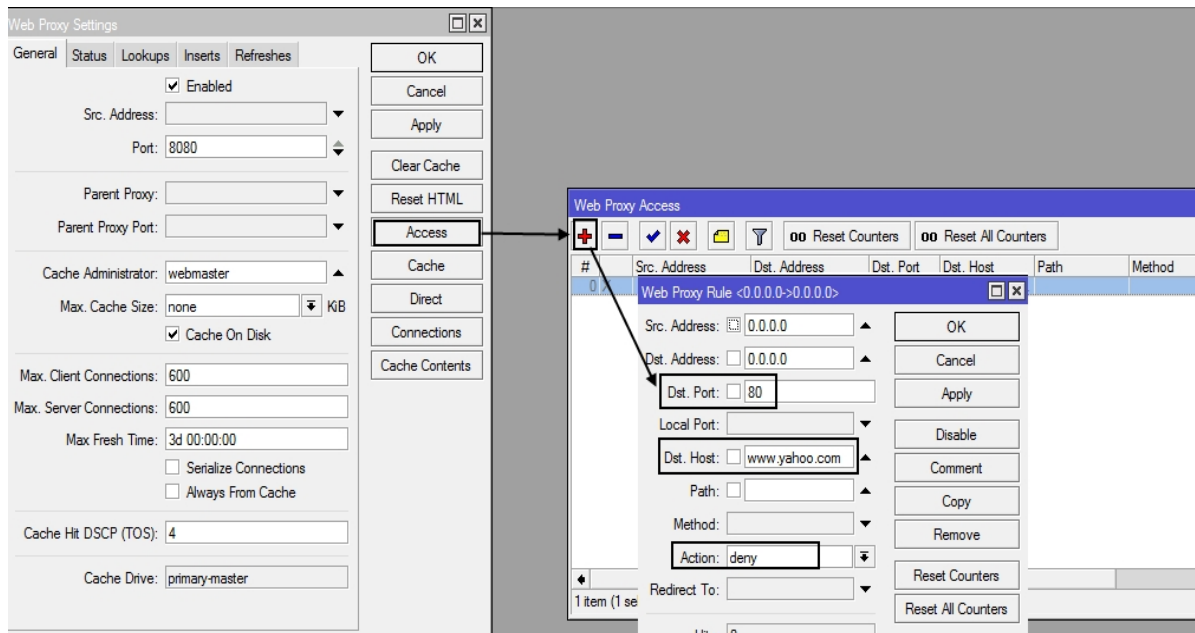 Web Proxy Settings
General Status Lookups Inserts Refreshes
Enabled
Src. Address:
Port: 8080
Parent Proxy:
Parent Proxy Port:
Cache Administrator: webmaster
Max. Cache Size: none KiB
Cache On Disk
Max. Client Connections: 600
Max. Server Connections: 600
Max Fresh Time: 3d 00:00:00
Serialize Connections
Always From Cache
Cache Hit DSCP (TOS): 4
Cache Drive: primary-master
OK
Cancel
Apply
Clear Cache
Reset HTML
Access
Cache
Direct
Connections
Cache Contents
Web Proxy Access
00 Reset Counters 00 Reset All Counters
# Src. Address Dst. Address Dst. Port Dst. Host Path Method
0 X
1 item (1 sel
Web Proxy Rule <0.0.0.0->0.0.0.0>
Src. Address: 0.0.0.0
Dst. Address: 0.0.0.0
Dst. Port: 80
Local Port:
Dst. Host: www.yahoo.com
Path:
Method:
Action: deny
Redirect To:
OK
Cancel
Apply
Disable
Comment
Copy
Remove
Reset Counters
Reset All Counters